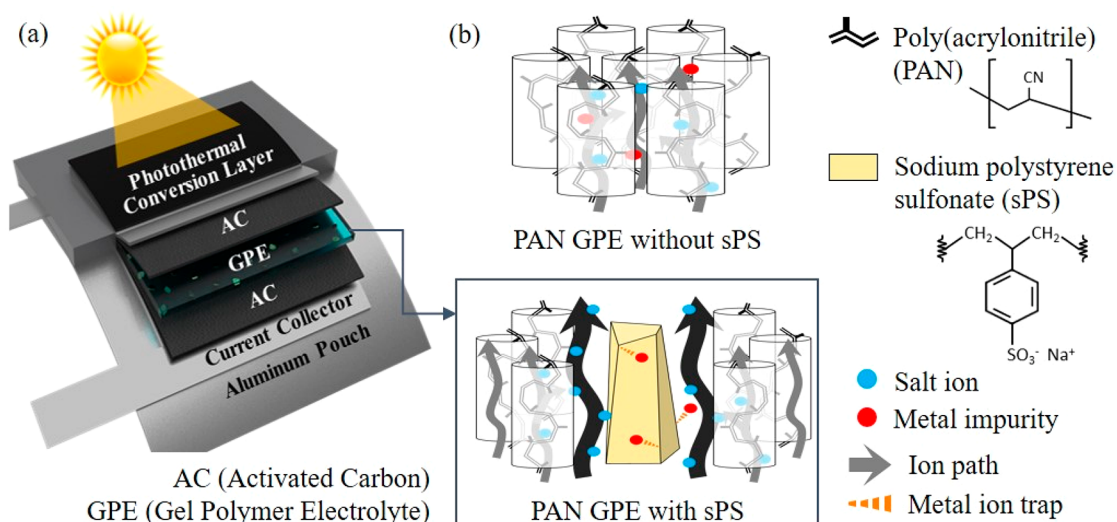 (a)
Photothermal
Conversion Layer
AC
GPE
AC
Current Collector
Aluminum Pouch
AC (Activated Carbon)
GPE (Gel Polymer Electrolyte)
(b)
PAN GPE without sPS
PAN GPE with sPS
Poly(acrylonitrile)
(PAN)
CN
Sodium polystyrene
sulfonate (sPS)
CH₂ CH₂
SO₃⁻ Na⁺
Salt ion
Metal impurity
Ion path
Metal ion trap